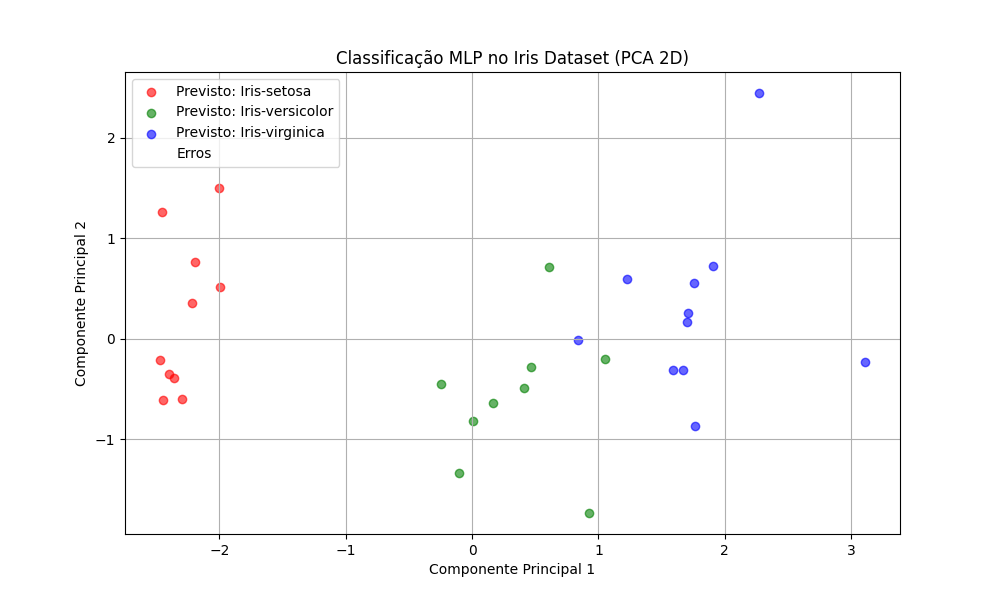 Classificação MLP no Iris Dataset (PCA 2D)
Previsto: Iris-setosa
Previsto: Iris-versicolor
Previsto: Iris-virginica
Erros
Componente Principal 2
2
1
0
−1
−2
−1
0
1
2
3
Componente Principal 1